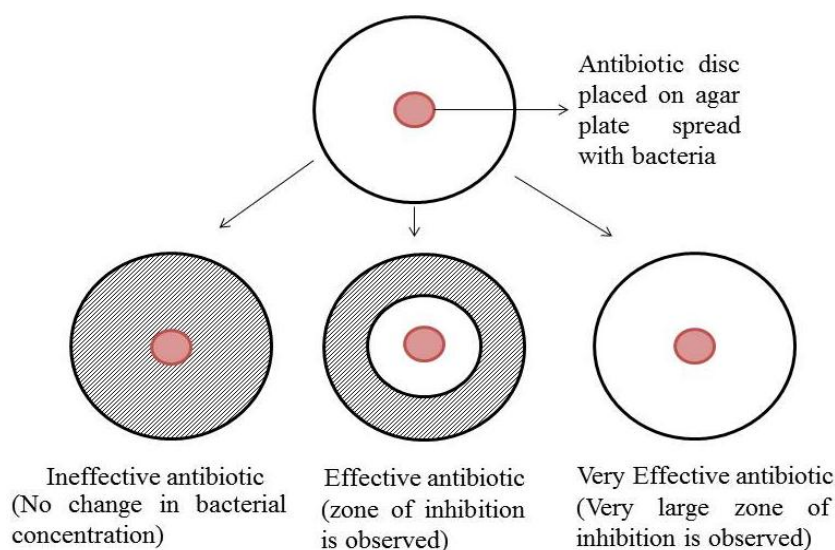 Antibiotic disc
placed on agar
plate spread
with bacteria
Ineffective antibiotic
(No change in bacterial
concentration)
Effective antibiotic
(zone of inhibition
is observed)
Very Effective antibiotic
(Very large zone of
inhibition is observed)